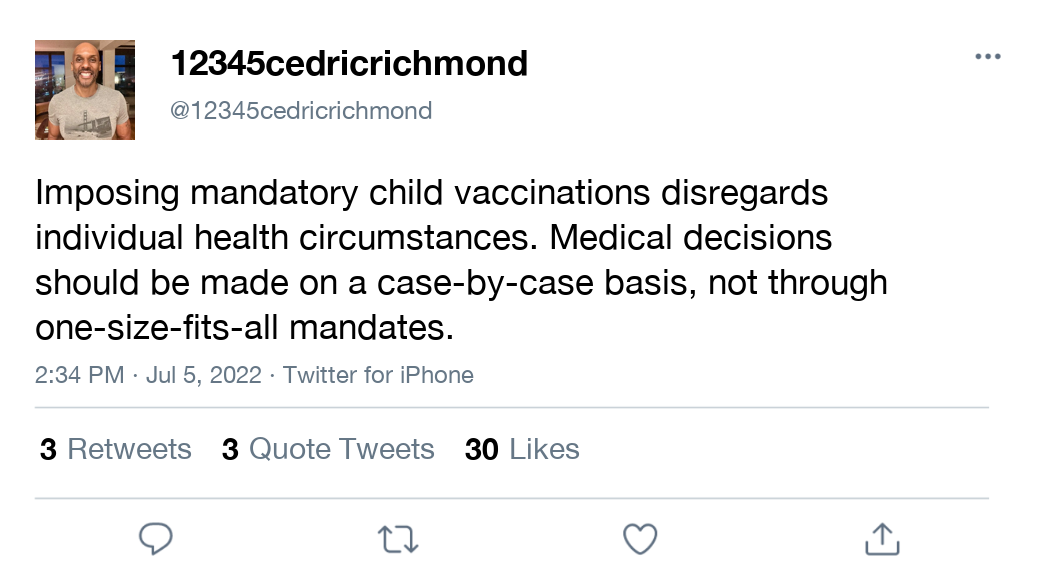 12345cedricrichmond
@12345cedricrichmond
Imposing mandatory child vaccinations disregards
individual health circumstances. Medical decisions
should be made on a case-by-case basis, not through
one-size-fits-all mandates.
2:34 PM · Jul 5, 2022 · Twitter for iPhone
3 Retweets 3 Quote Tweets 30 Likes